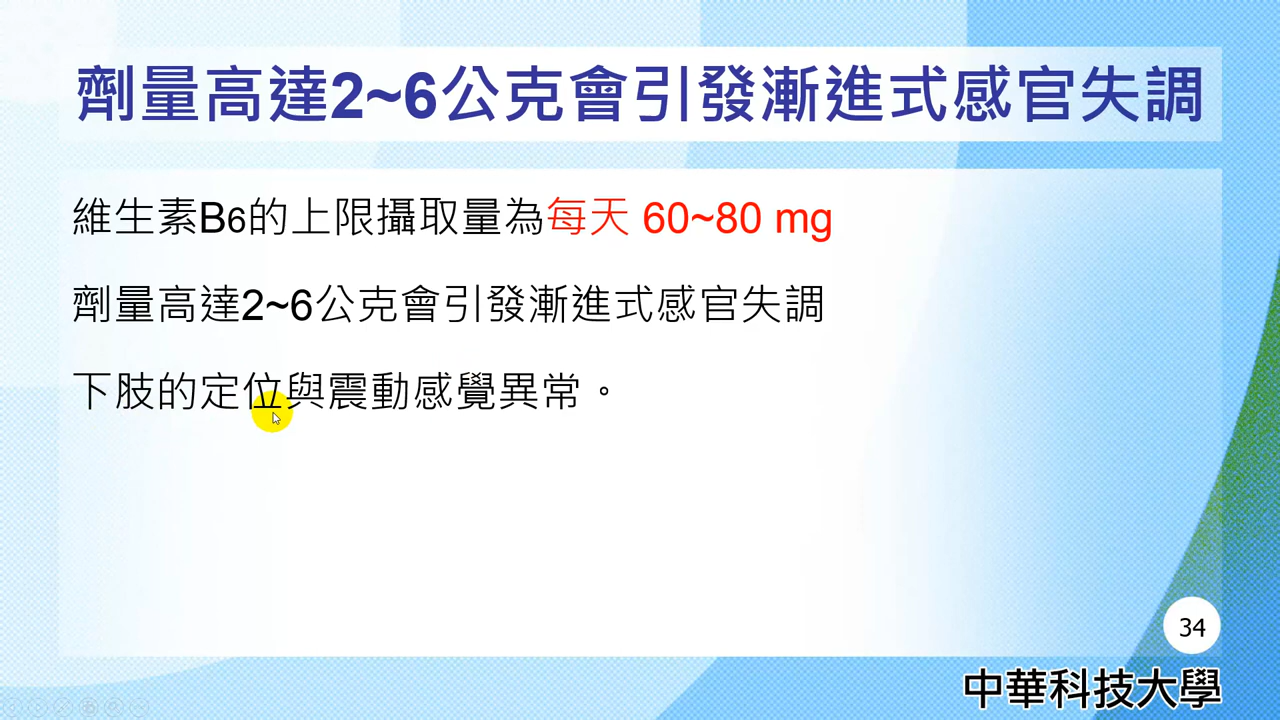 劑量高達2~6公克會引發漸進式感官失調
維生素B6的上限攝取量為每天 60~80 mg
劑量高達2~6公克會引發漸進式感官失調
下肢的定位與震動感覺異常。
34
中華科技大學